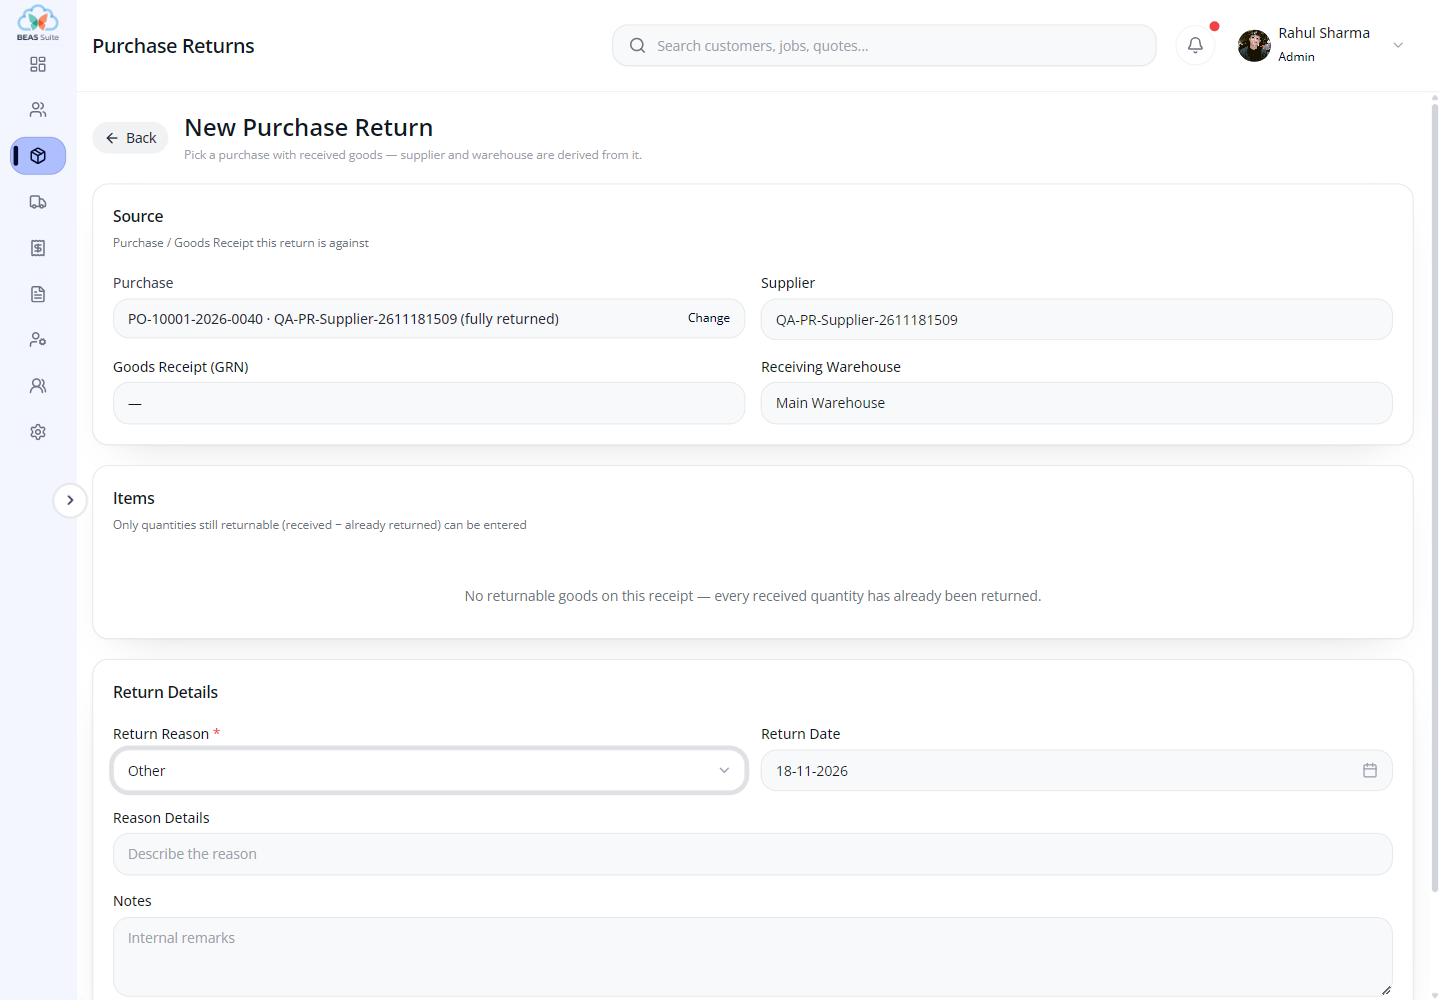 BEAS Suite
Purchase Returns
Search customers, jobs, quotes...
Rahul Sharma
Admin
Back
New Purchase Return
Pick a purchase with received goods — supplier and warehouse are derived from it.
Source
Purchase / Goods Receipt this return is against
Purchase
Supplier
PO-10001-2026-0040 · QA-PR-Supplier-2611181509 (fully returned)
Change
QA-PR-Supplier-2611181509
Goods Receipt (GRN)
Receiving Warehouse
—
Main Warehouse
Items
Only quantities still returnable (received − already returned) can be entered
No returnable goods on this receipt — every received quantity has already been returned.
Return Details
Return Reason *
Return Date
Other
18-11-2026
Reason Details
Describe the reason
Notes
Internal remarks